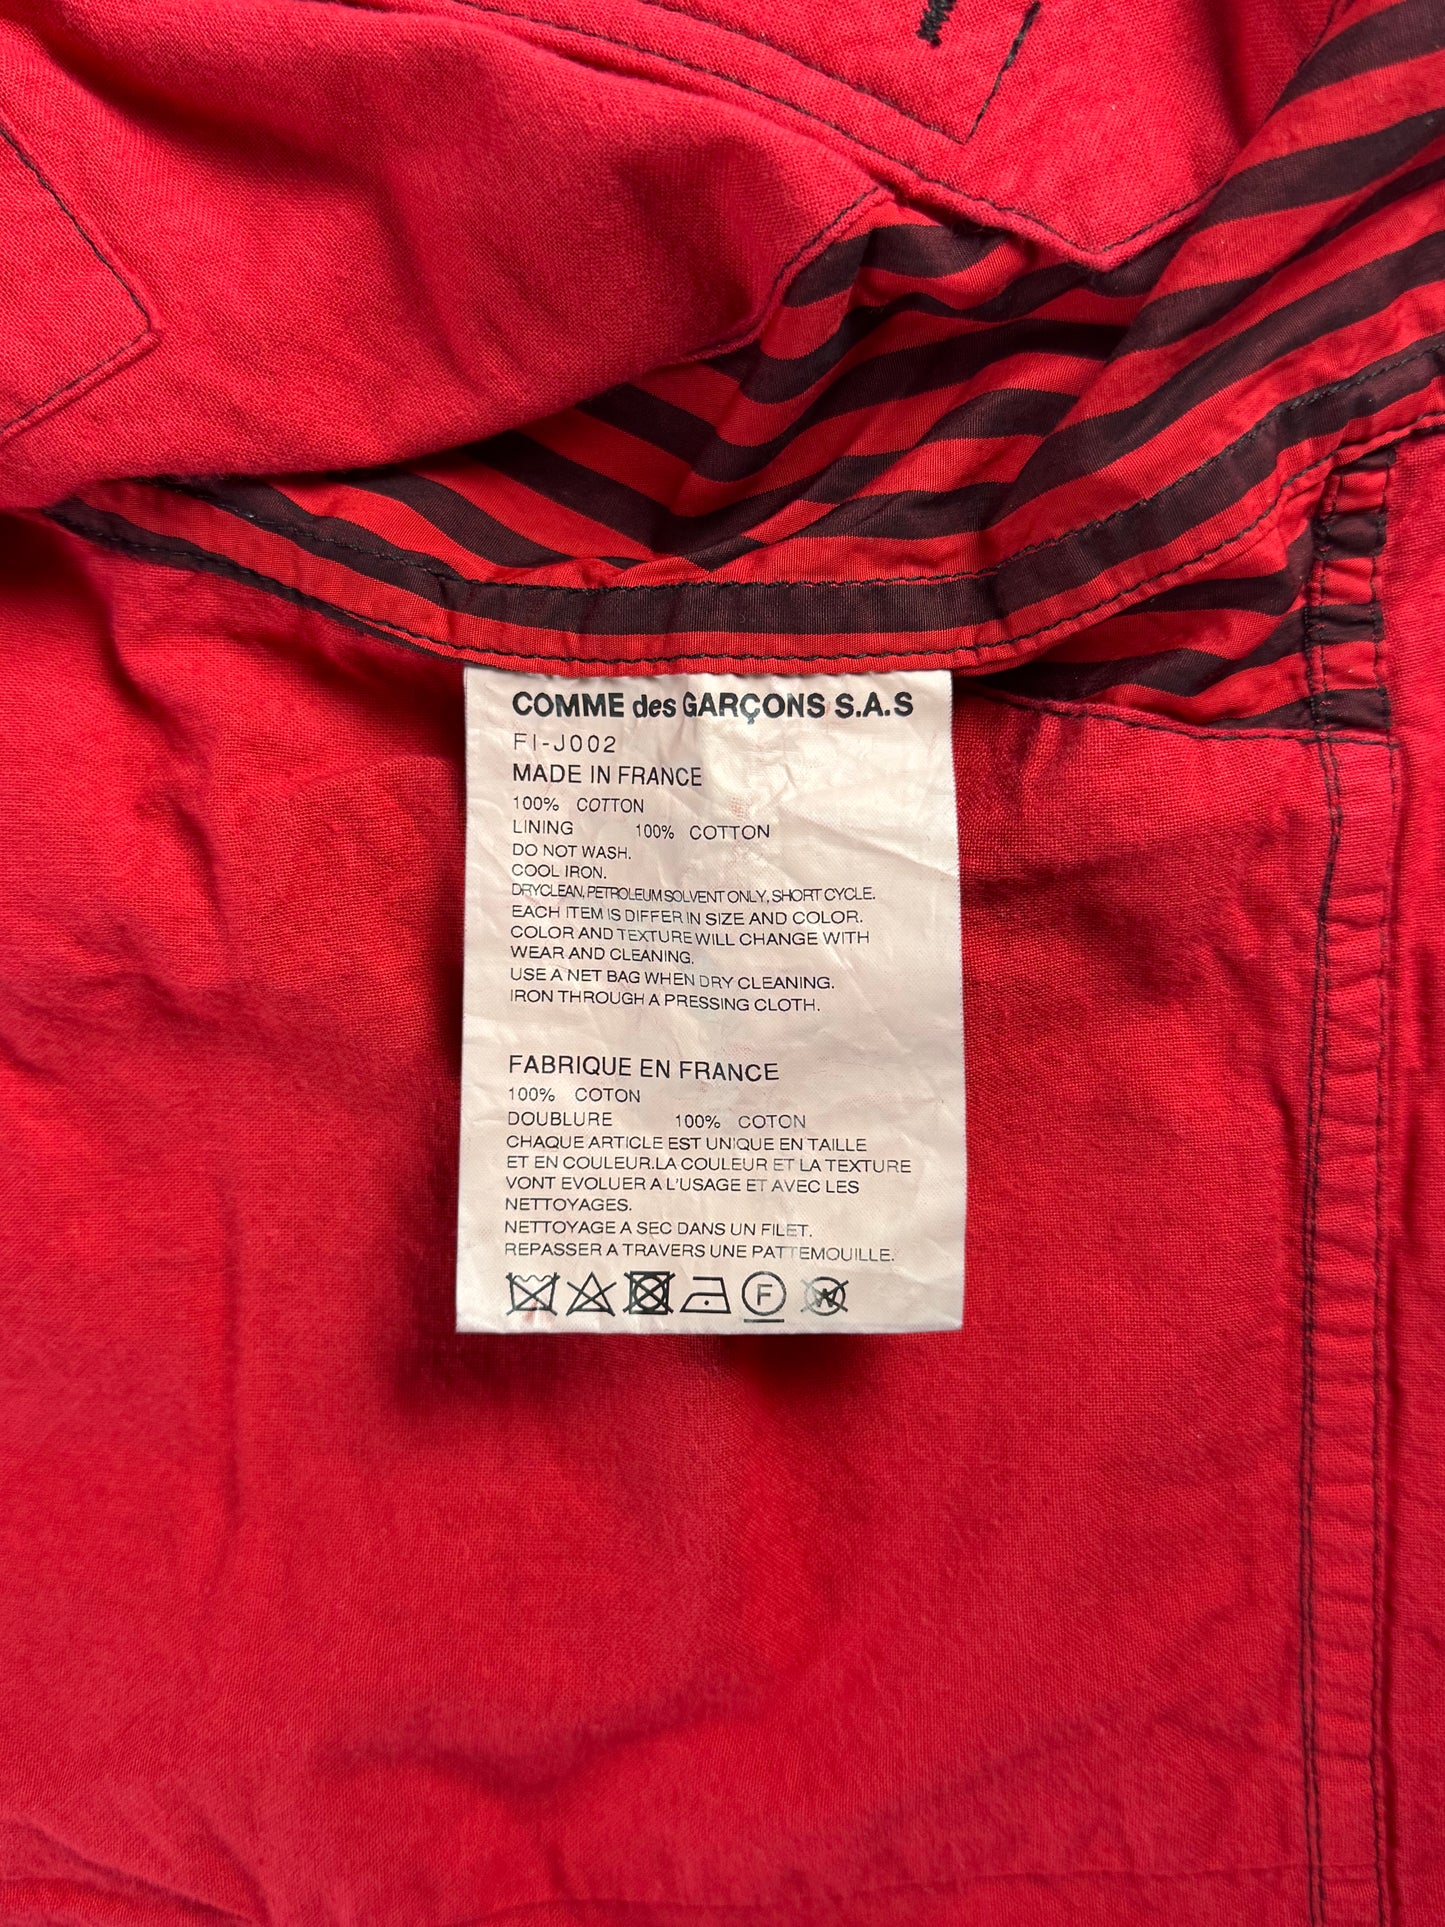 COMME des GARÇONS S.A.S
FI-J002
MADE IN FRANCE
100% COTTON
LINING 100% COTTON
DO NOT WASH.
COOL IRON.
DRYCLEAN, PETROLEUM SOLVENT ONLY, SHORT CYCLE.
EACH ITEM IS DIFFER IN SIZE AND COLOR.
COLOR AND TEXTURE WILL CHANGE WITH
WEAR AND CLEANING.
USE A NET BAG WHEN DRY CLEANING.
IRON THROUGH A PRESSING CLOTH.
FABRIQUE EN FRANCE
100% COTON
DOUBLURE 100% COTON
CHAQUE ARTICLE EST UNIQUE EN TAILLE
ET EN COULEUR.LA COULEUR ET LA TEXTURE
VONT EVOLUER A L'USAGE ET AVEC LES
NETTOYAGES.
NETTOYAGE A SEC DANS UN FILET.
REPASSER A TRAVERS UNE PATTEMOUILLE.
F W